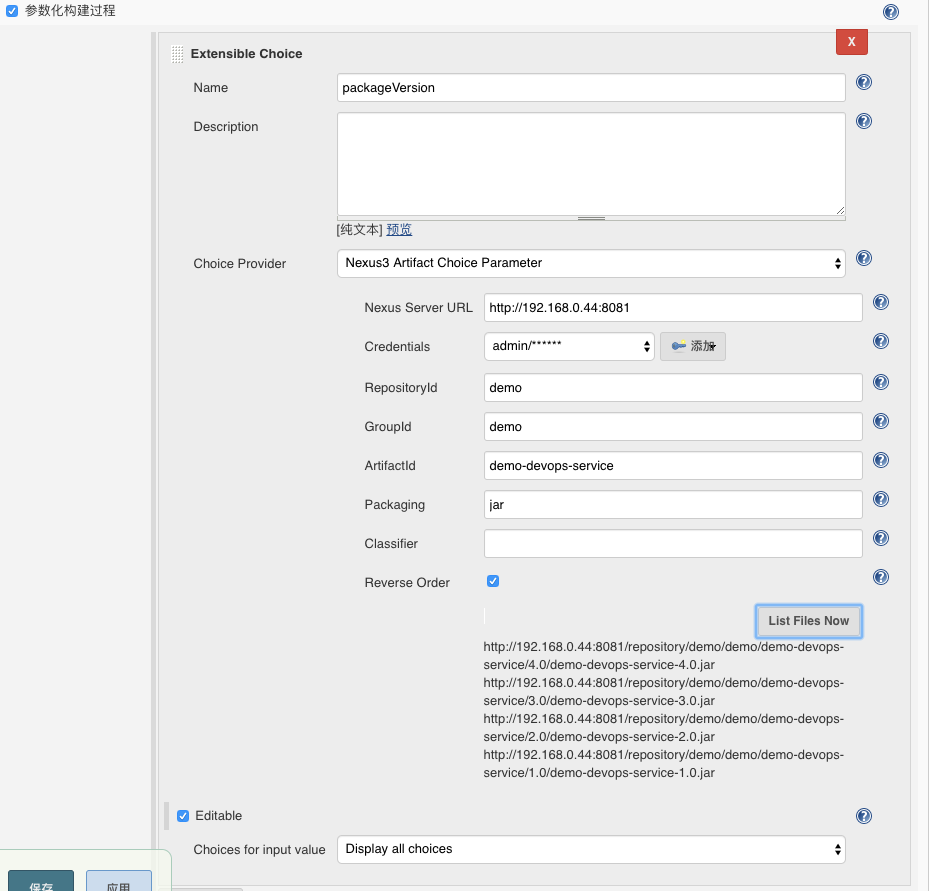 参数化构建过程
Extensible Choice
X
Name
packageVersion
Description
[纯文本] 预览
Choice Provider
Nexus3 Artifact Choice Parameter
Nexus Server URL
http://192.168.0.44:8081
Credentials
admin/******
添加
RepositoryId
demo
GroupId
demo
ArtifactId
demo-devops-service
Packaging
jar
Classifier
Reverse Order
List Files Now
http://192.168.0.44:8081/repository/demo/demo/demo-devops-
service/4.0/demo-devops-service-4.0.jar
http://192.168.0.44:8081/repository/demo/demo/demo-devops-
service/3.0/demo-devops-service-3.0.jar
http://192.168.0.44:8081/repository/demo/demo/demo-devops-
service/2.0/demo-devops-service-2.0.jar
http://192.168.0.44:8081/repository/demo/demo/demo-devops-
service/1.0/demo-devops-service-1.0.jar
Editable
Choices for input value
Display all choices
保存
应用